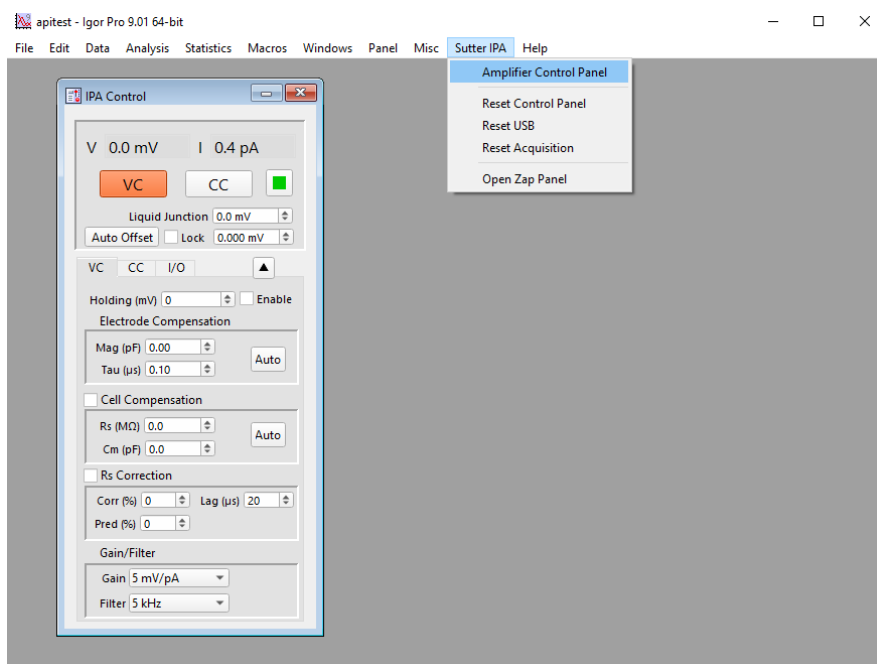 apitest - Igor Pro 9.01 64-bit
File Edit Data Analysis Statistics Macros Windows Panel Misc Sutter IPA Help
Amplifier Control Panel
Reset Control Panel
Reset USB
Reset Acquisition
Open Zap Panel
IPA Control
V 0.0 mV I 0.4 pA
VC CC
Liquid Junction 0.0 mV
Auto Offset Lock 0.000 mV
VC CC I/O
Holding (mV) 0 Enable
Electrode Compensation
Mag (pF) 0.00
Auto
Tau (µs) 0.10
Cell Compensation
Rs (MΩ) 0.0
Auto
Cm (pF) 0.0
Rs Correction
Corr (%) 0 Lag (µs) 20
Pred (%) 0
Gain/Filter
Gain 5 mV/pA
Filter 5 kHz